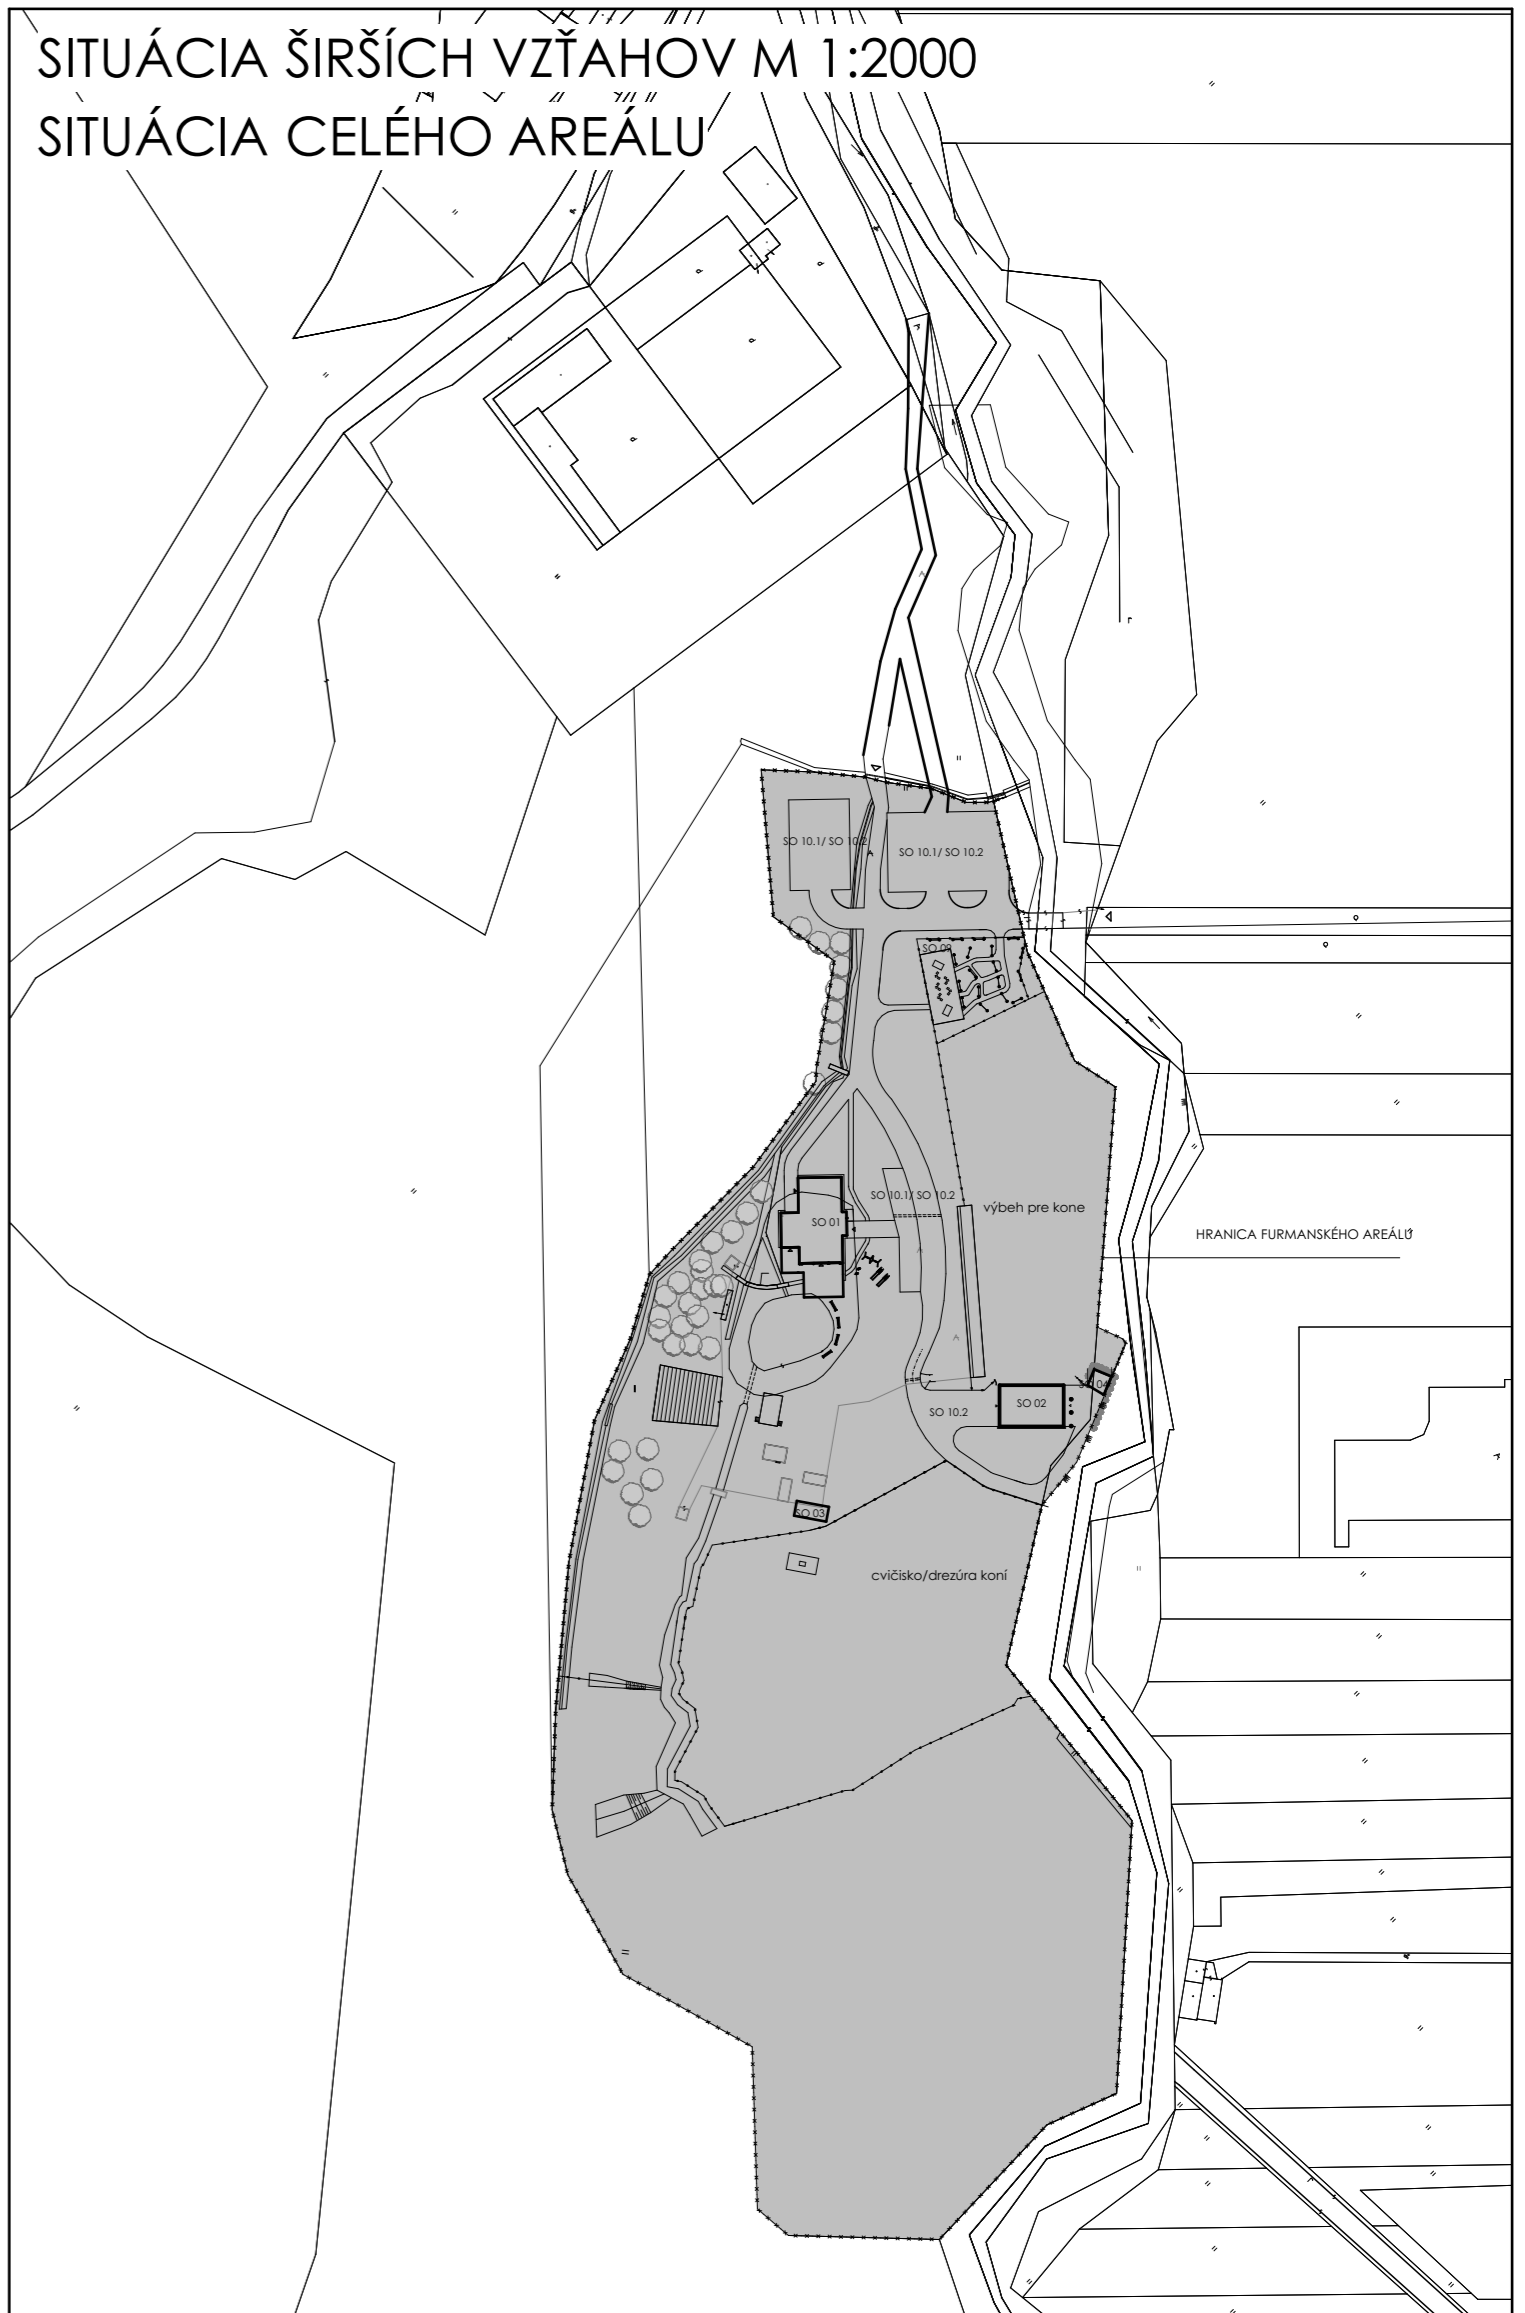 SITUÁCIA ŠIRŠÍCH VZŤAHOV M 1:2000
SITUÁCIA CELÉHO AREÁLU
SO 10.1/ SO 10.2
SO 10.1/ SO 10.2
SO 09
SO 10.1/ SO 10.2
SO 01
výbeh pre kone
HRANICA FURMANSKÉHO AREÁLU
SO 04
SO 02
SO 10.2
SO 03
cvičisko/drezúra koní